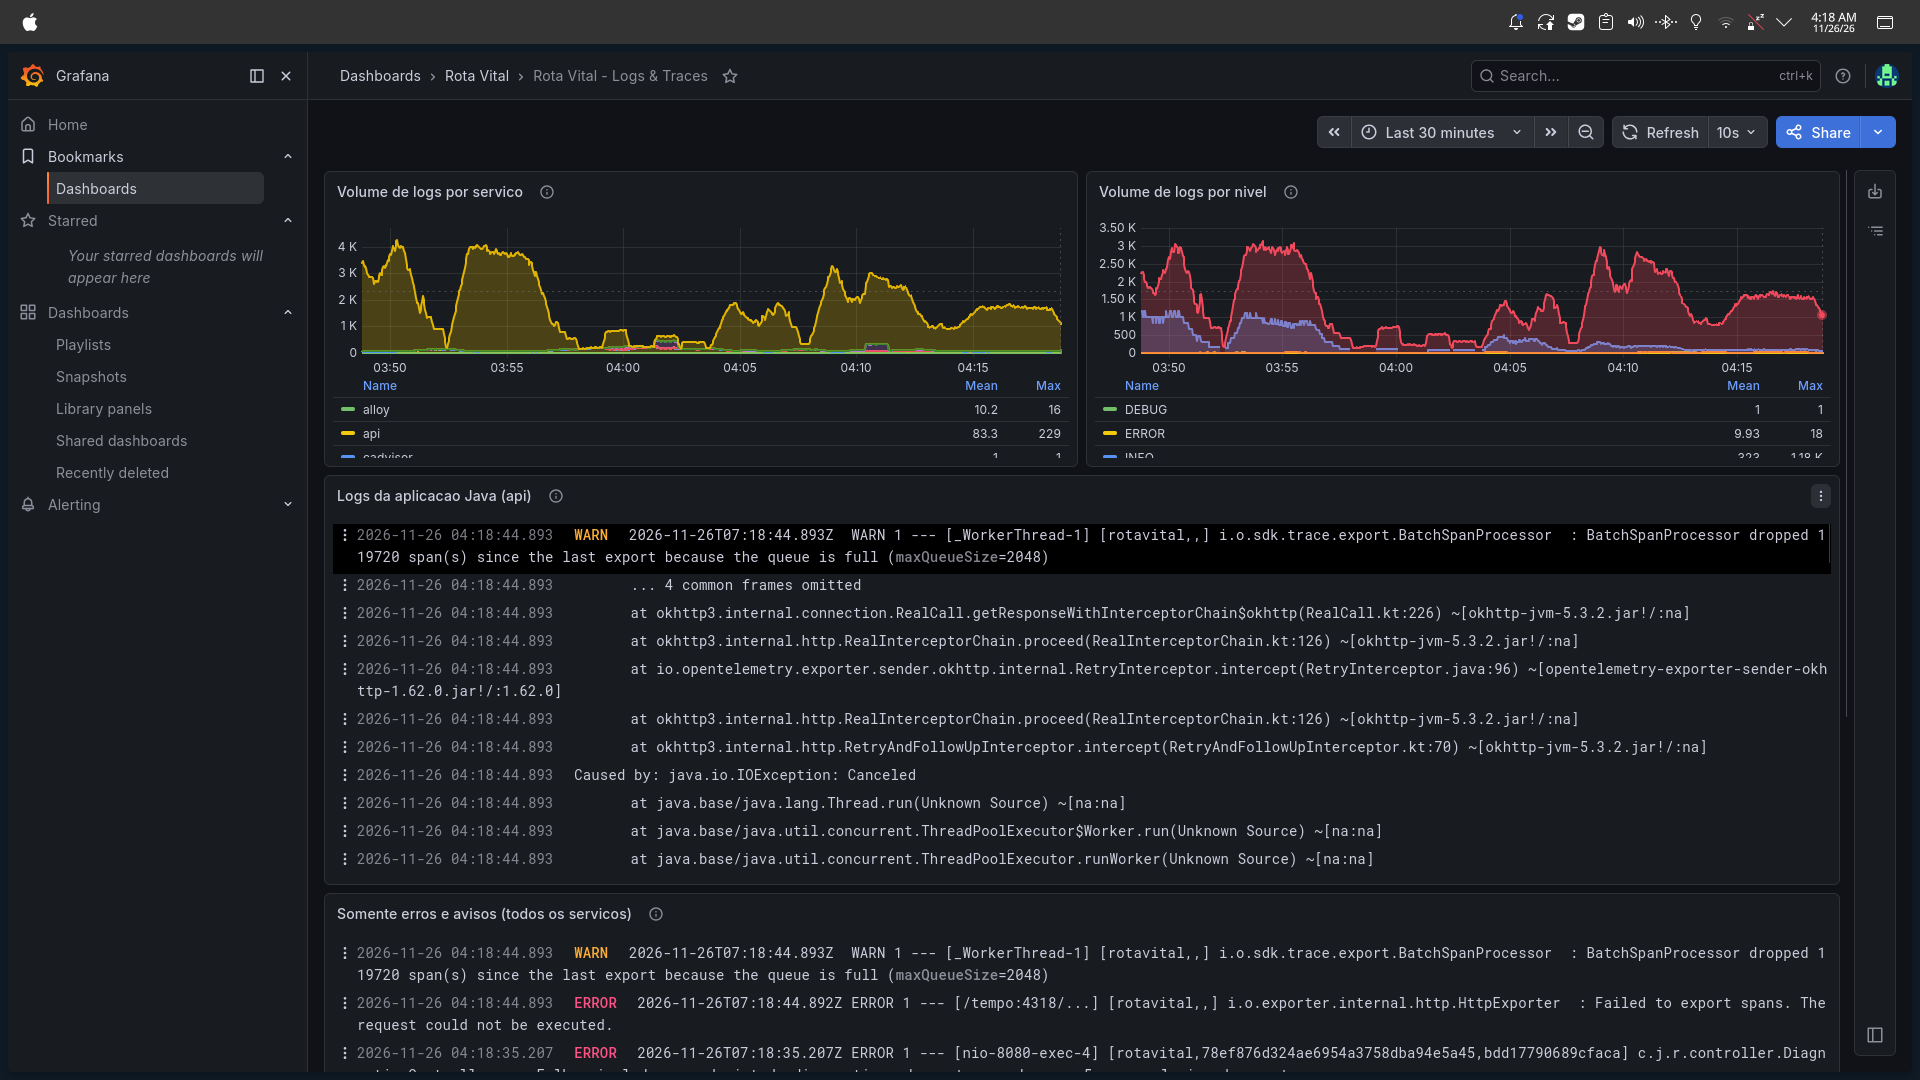 4:18 AM
11/26/26
Grafana
Dashboards › Rota Vital › Rota Vital - Logs & Traces
Search...
ctrl+k
Home
Bookmarks
Dashboards
Starred
Your starred dashboards will
appear here
Dashboards
Playlists
Snapshots
Library panels
Shared dashboards
Recently deleted
Alerting
Last 30 minutes
Refresh
10s
Share
Volume de logs por servico
4 K
3 K
2 K
1 K
0
03:50 03:55 04:00 04:05 04:10 04:15
Name Mean Max
alloy 10.2 16
api 83.3 229
cadvisor 1 1
Volume de logs por nivel
3.50 K
3 K
2.50 K
2 K
1.50 K
1 K
500
0
03:50 03:55 04:00 04:05 04:10 04:15
Name Mean Max
DEBUG 1 1
ERROR 9.93 18
INFO 323 1.18 K
Logs da aplicacao Java (api)
2026-11-26 04:18:44.893 WARN 2026-11-26T07:18:44.893Z WARN 1 --- [_WorkerThread-1] [rotavital,,] i.o.sdk.trace.export.BatchSpanProcessor : BatchSpanProcessor dropped 1
19720 span(s) since the last export because the queue is full (maxQueueSize=2048)
2026-11-26 04:18:44.893 ... 4 common frames omitted
2026-11-26 04:18:44.893 at okhttp3.internal.connection.RealCall.getResponseWithInterceptorChain$okhttp(RealCall.kt:226) ~[okhttp-jvm-5.3.2.jar!/:na]
2026-11-26 04:18:44.893 at okhttp3.internal.http.RealInterceptorChain.proceed(RealInterceptorChain.kt:126) ~[okhttp-jvm-5.3.2.jar!/:na]
2026-11-26 04:18:44.893 at io.opentelemetry.exporter.sender.okhttp.internal.RetryInterceptor.intercept(RetryInterceptor.java:96) ~[opentelemetry-exporter-sender-okh
ttp-1.62.0.jar!/:1.62.0]
2026-11-26 04:18:44.893 at okhttp3.internal.http.RealInterceptorChain.proceed(RealInterceptorChain.kt:126) ~[okhttp-jvm-5.3.2.jar!/:na]
2026-11-26 04:18:44.893 at okhttp3.internal.http.RetryAndFollowUpInterceptor.intercept(RetryAndFollowUpInterceptor.kt:70) ~[okhttp-jvm-5.3.2.jar!/:na]
2026-11-26 04:18:44.893 Caused by: java.io.IOException: Canceled
2026-11-26 04:18:44.893 at java.base/java.lang.Thread.run(Unknown Source) ~[na:na]
2026-11-26 04:18:44.893 at java.base/java.util.concurrent.ThreadPoolExecutor$Worker.run(Unknown Source) ~[na:na]
2026-11-26 04:18:44.893 at java.base/java.util.concurrent.ThreadPoolExecutor.runWorker(Unknown Source) ~[na:na]
Somente erros e avisos (todos os servicos)
2026-11-26 04:18:44.893 WARN 2026-11-26T07:18:44.893Z WARN 1 --- [_WorkerThread-1] [rotavital,,] i.o.sdk.trace.export.BatchSpanProcessor : BatchSpanProcessor dropped 1
19720 span(s) since the last export because the queue is full (maxQueueSize=2048)
2026-11-26 04:18:44.893 ERROR 2026-11-26T07:18:44.892Z ERROR 1 --- [/tempo:4318/...] [rotavital,,] i.o.exporter.internal.http.HttpExporter : Failed to export spans. The
request could not be executed.
2026-11-26 04:18:35.207 ERROR 2026-11-26T07:18:35.207Z ERROR 1 --- [nio-8080-exec-4] [rotavital,78ef876d324ae6954a3758dba94e5a45,bdd17790689cfaca] c.j.r.controller.Diagn